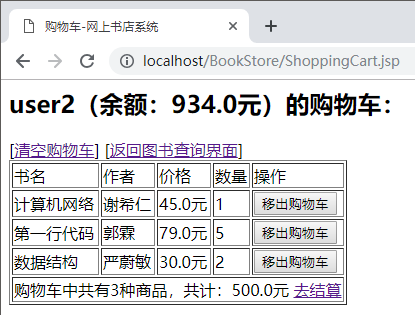 购物车-网上书店系统
localhost/BookStore/ShoppingCart.jsp
user2（余额：934.0元）的购物车：
[清空购物车] [返回图书查询界面]
书名 作者 价格 数量 操作
计算机网络 谢希仁 45.0元 1 移出购物车
第一行代码 郭霖 79.0元 5 移出购物车
数据结构 严蔚敏 30.0元 2 移出购物车
购物车中共有3种商品，共计：500.0元 去结算